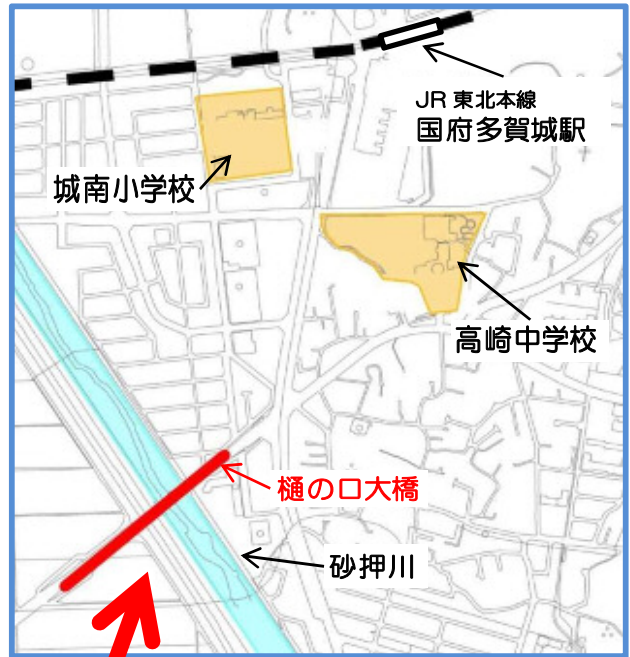 JR 東北本線
国府多賀城駅
城南小学校
高崎中学校
樋の口大橋
砂押川